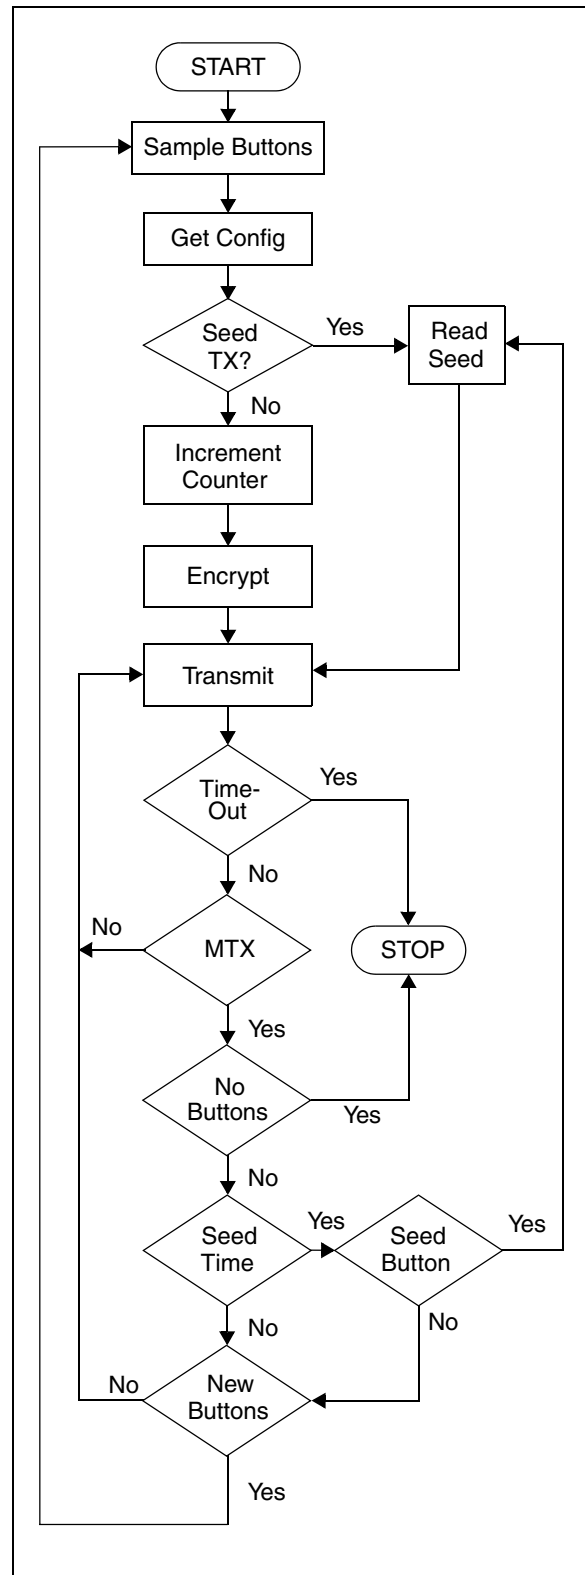 START
Sample Buttons
Get Config
Seed
TX?
Yes
Read
Seed
No
Increment
Counter
Encrypt
Transmit
Time-
Out
Yes
No
No
MTX
STOP
Yes
No
Buttons
Yes
No
Seed
Time
Yes
Seed
Button
Yes
No
No
No
New
Buttons
Yes